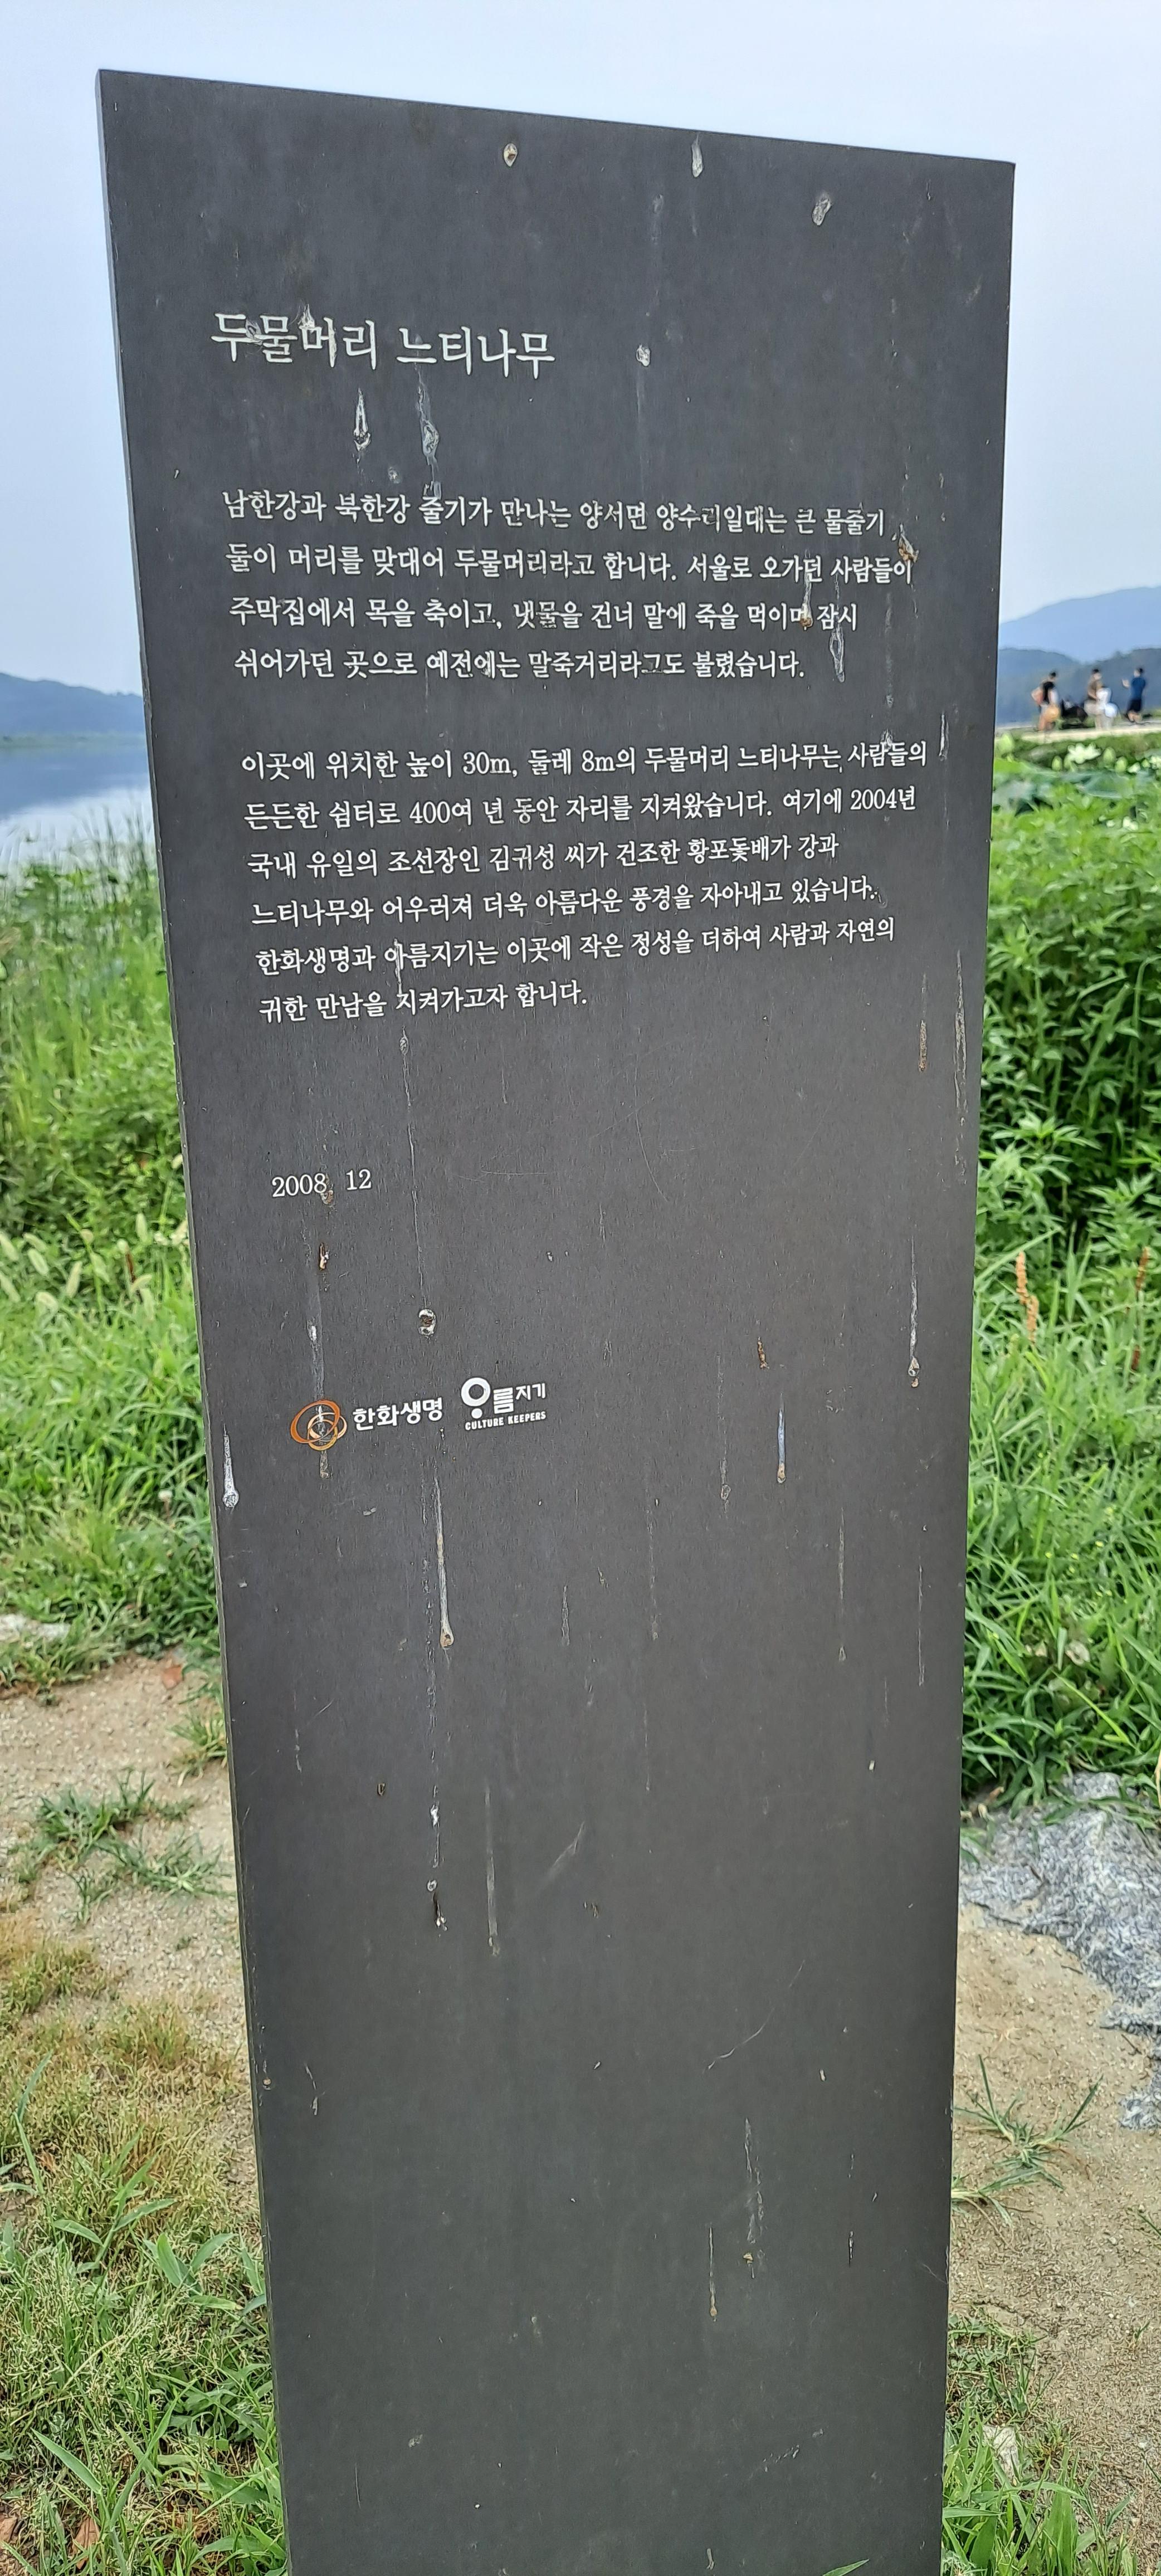 두물머리 느티나무
남한강과 북한강 줄기가 만나는 양서면 양수리일대는 큰 물줄기
둘이 머리를 맞대어 두물머리라고 합니다. 서울로 오가던 사람들이
주막집에서 목을 축이고, 냇물을 건너 말에 죽을 먹이며 잠시
쉬어가던 곳으로 예전에는 말죽거리라고도 불렸습니다.
이곳에 위치한 높이 30m, 둘레 8m의 두물머리 느티나무는 사람들의
든든한 쉼터로 400여 년 동안 자리를 지켜왔습니다. 여기에 2004년
국내 유일의 조선장인 김귀성 씨가 건조한 황포돛배가 강과
느티나무와 어우러져 더욱 아름다운 풍경을 자아내고 있습니다.
한화생명과 아름지기는 이곳에 작은 정성을 더하여 사람과 자연의
귀한 만남을 지켜가고자 합니다.
2008. 12
한화생명 아름지기
CULTURE KEEPERS